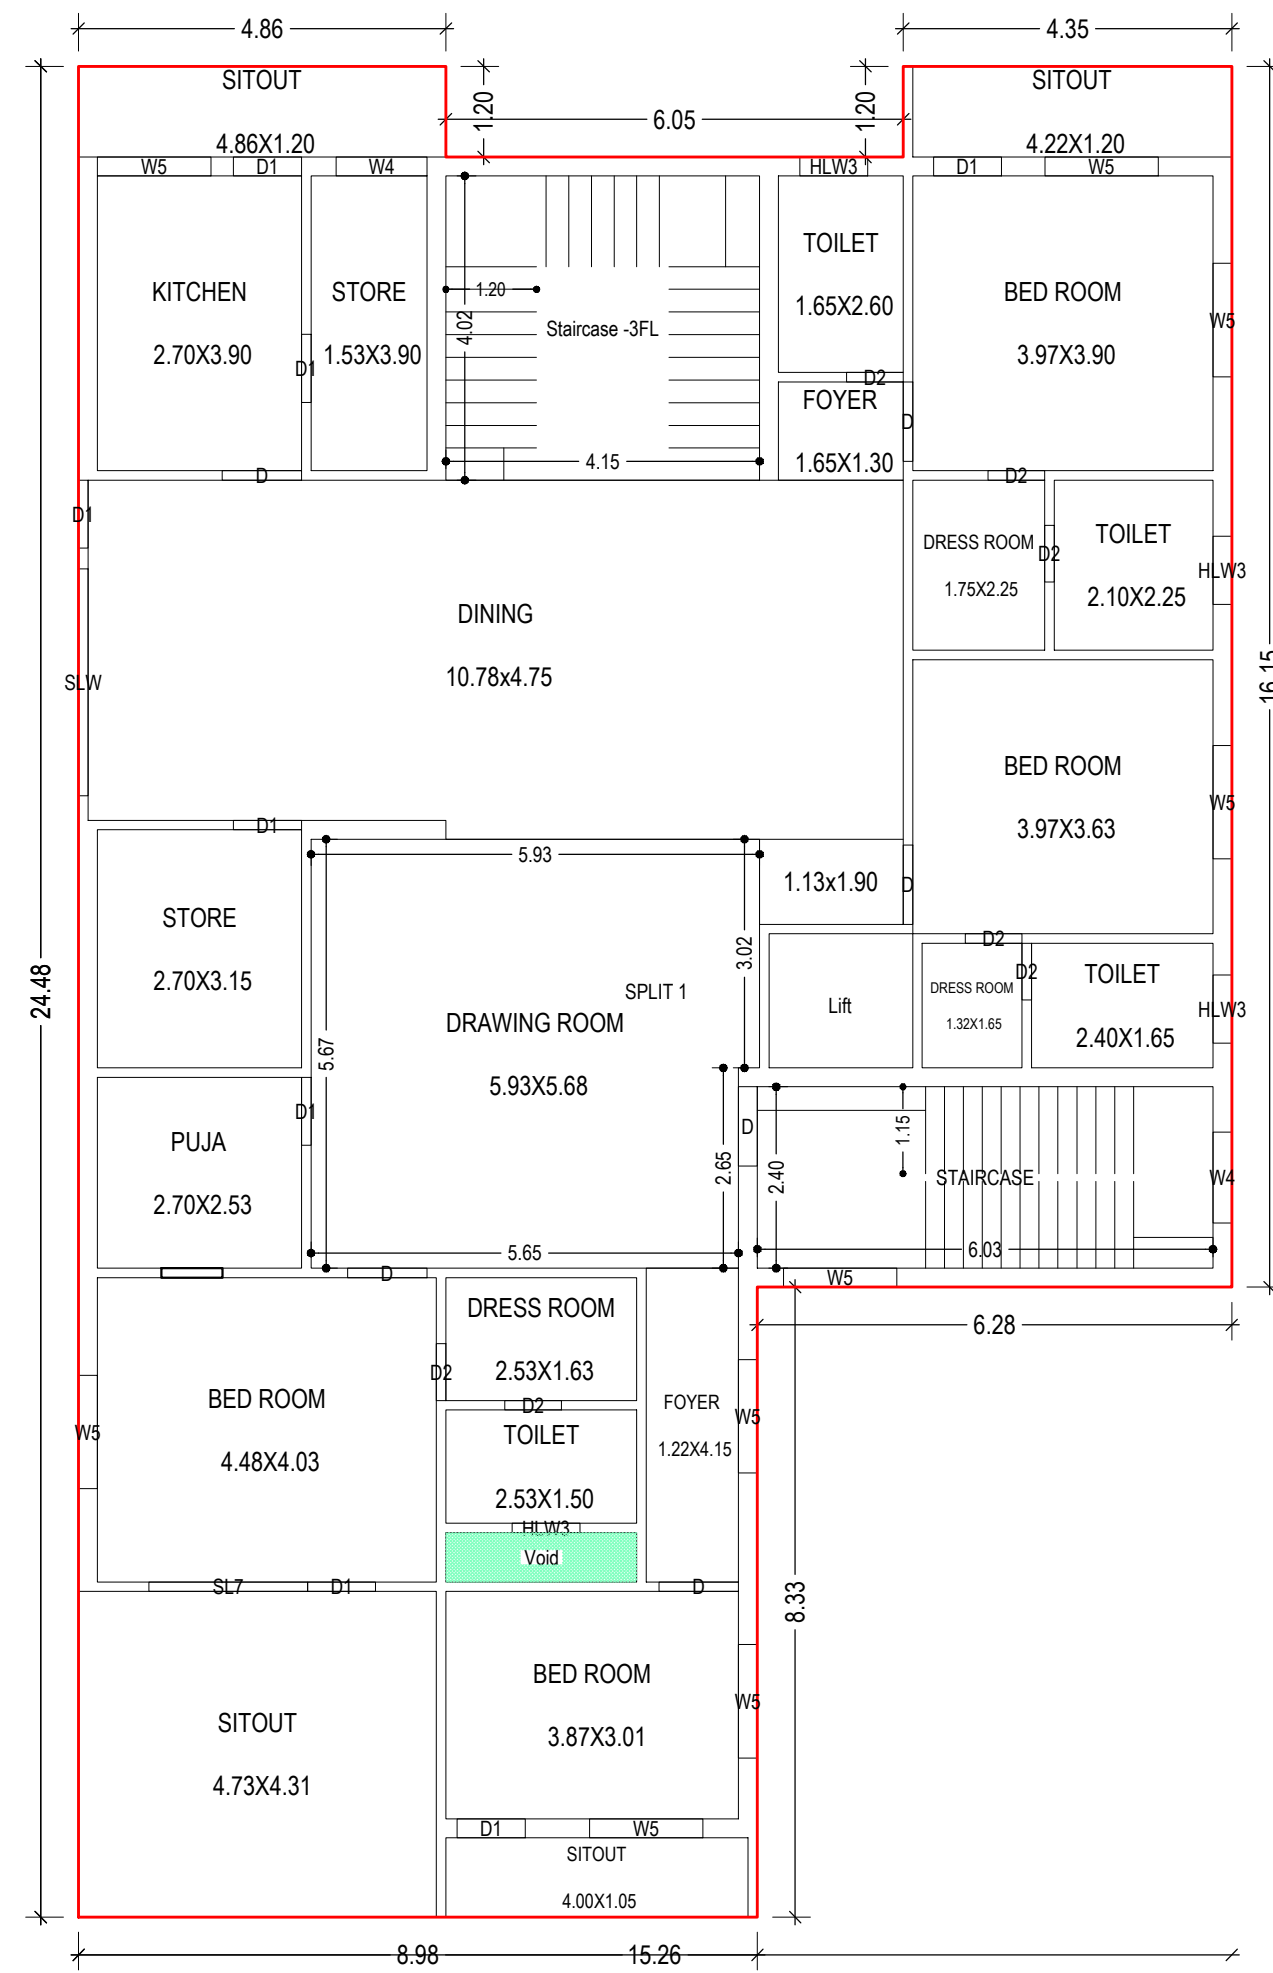 4.86
4.35
SITOUT
4.86X1.20
1.20
6.05
1.20
SITOUT
4.22X1.20
W5
D1
W4
HLW3
D1
W5
KITCHEN
2.70X3.90
STORE
1.53X3.90
D1
4.02
1.20
Staircase -3FL
4.15
TOILET
1.65X2.60
D2
FOYER
1.65X1.30
D
BED ROOM
3.97X3.90
W5
D
D2
D1
SLW
DINING
10.78x4.75
DRESS ROOM
1.75X2.25
D2
TOILET
2.10X2.25
HLW3
16.15
BED ROOM
3.97X3.63
W5
D1
5.93
1.13x1.90
D
STORE
2.70X3.15
24.48
5.67
SPLIT 1
DRAWING ROOM
5.93X5.68
3.02
Lift
D2
DRESS ROOM
1.32X1.65
D2
TOILET
2.40X1.65
HLW3
PUJA
2.70X2.53
D1
2.65
D
2.40
1.15
STAIRCASE
W4
5.65
6.03
D
W5
6.28
DRESS ROOM
2.53X1.63
D2
BED ROOM
4.48X4.03
W5
D2
TOILET
2.53X1.50
HLW3
Void
FOYER
1.22X4.15
W5
SL7
D1
D
8.33
BED ROOM
3.87X3.01
W5
SITOUT
4.73X4.31
D1
W5
SITOUT
4.00X1.05
8.98
15.26